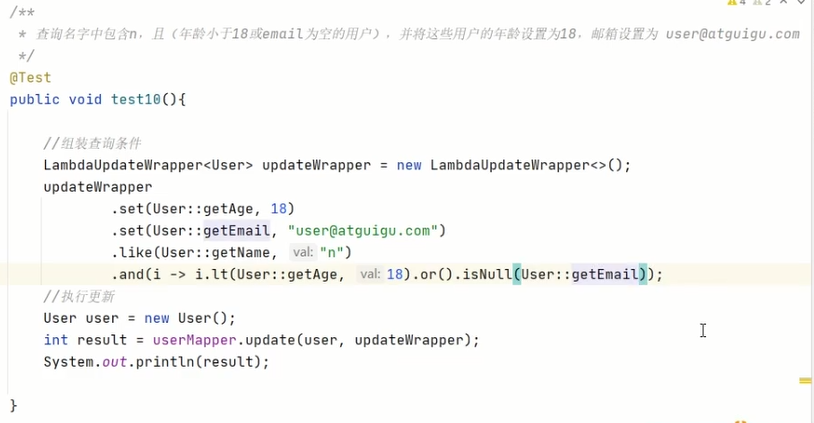 /**
 * 查询名字中包含n，且（年龄小于18或email为空的用户），并将这些用户的年龄设置为18，邮箱设置为 user@atguigu.com
 */
@Test
public void test10(){
//组装查询条件
LambdaUpdateWrapper<User> updateWrapper = new LambdaUpdateWrapper<>();
updateWrapper
.set(User::getAge, 18)
.set(User::getEmail, "user@atguigu.com")
.like(User::getName, val: "n")
.and(i -> i.lt(User::getAge, val: 18).or().isNull(User::getEmail));
//执行更新
User user = new User();
int result = userMapper.update(user, updateWrapper);
System.out.println(result);
}